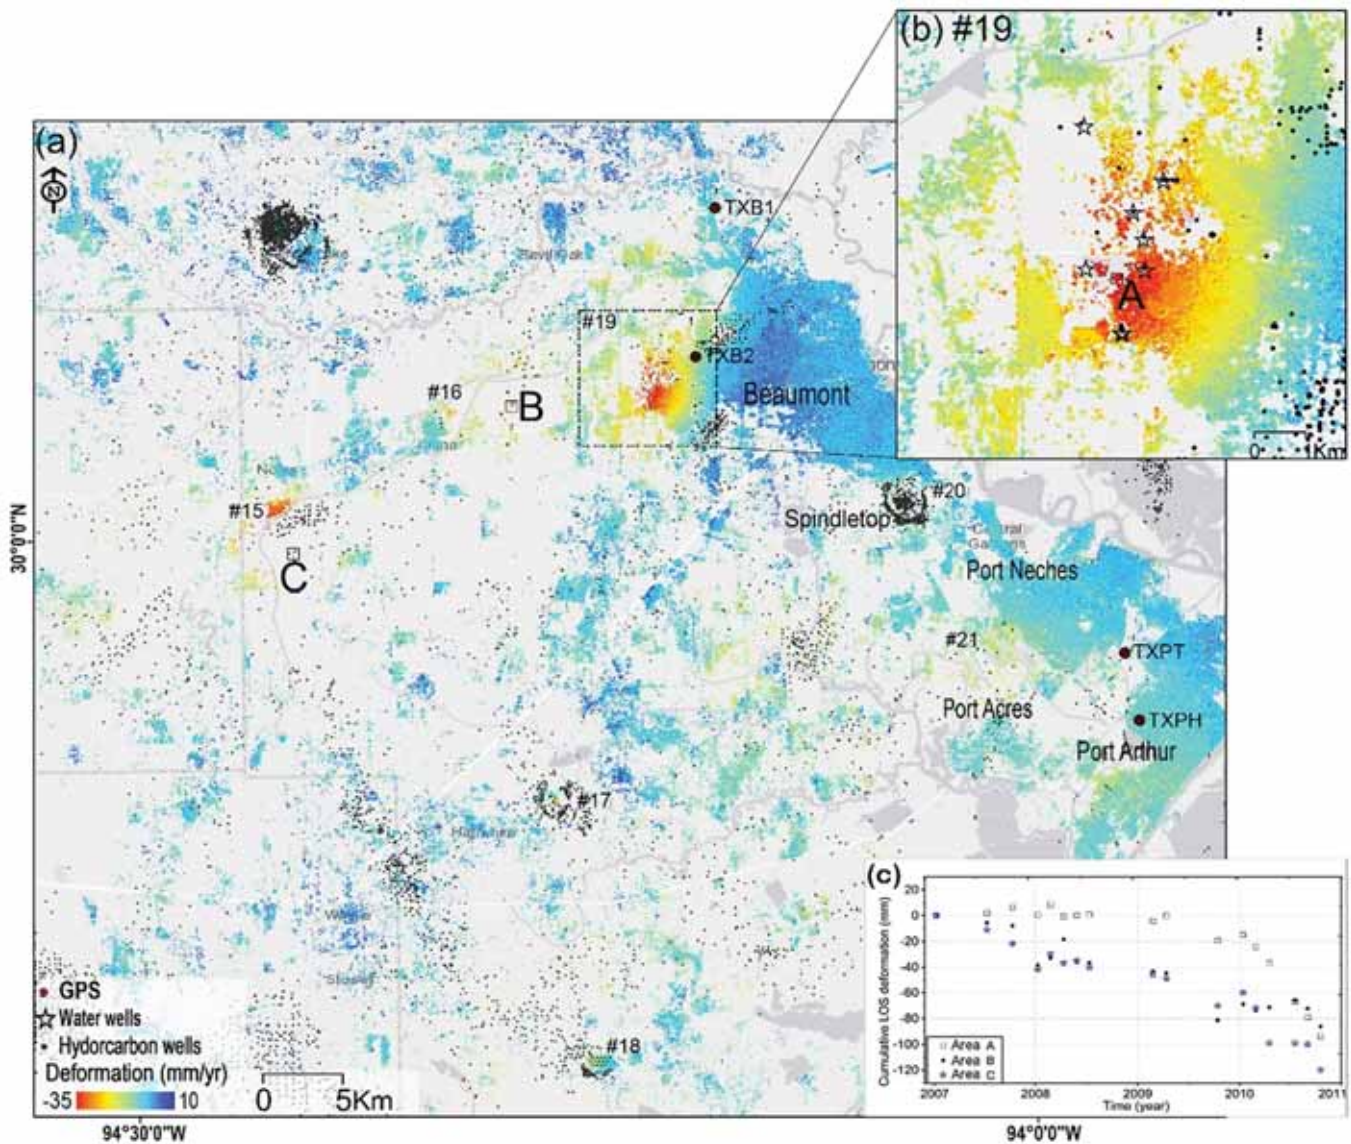 (b) #19
A
0 1Km
(a)
N
TXB1
#19
TXB2
Beaumont
#16
B
#15
C
30°0'0"N
#20
Spindletop
Central
Gardens
Port Neches
#21
TXPT
Port Acres
TXPH
Port Arthur
#17
#18
GPS
Water wells
Hydorcarbon wells
Deformation (mm/yr)
-35 10
0 5Km
94°30'0"W
94°0'0"W
(c)
Cumulative LOS deformation (mm)
20
0
-20
-40
-60
-80
-100
-120
Area A
Area B
Area C
2007 2008 2009 2010 2011
Time (year)